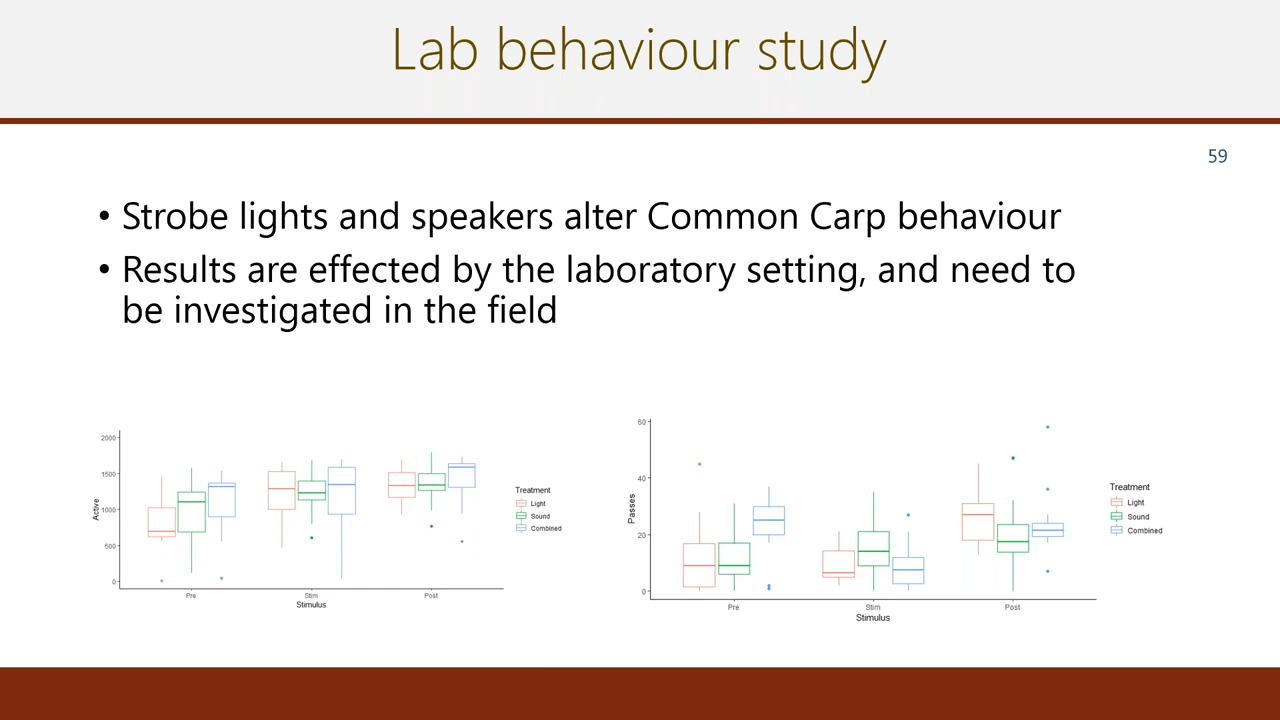 Lab behaviour study
59
• Strobe lights and speakers alter Common Carp behaviour
• Results are effected by the laboratory setting, and need to
be investigated in the field
2000
1500
1000
500
0
Active
Pre
Stim
Post
Stimulus
Treatment
Light
Sound
Combined
60
40
20
0
Passes
Pre
Stim
Post
Stimulus
Treatment
Light
Sound
Combined